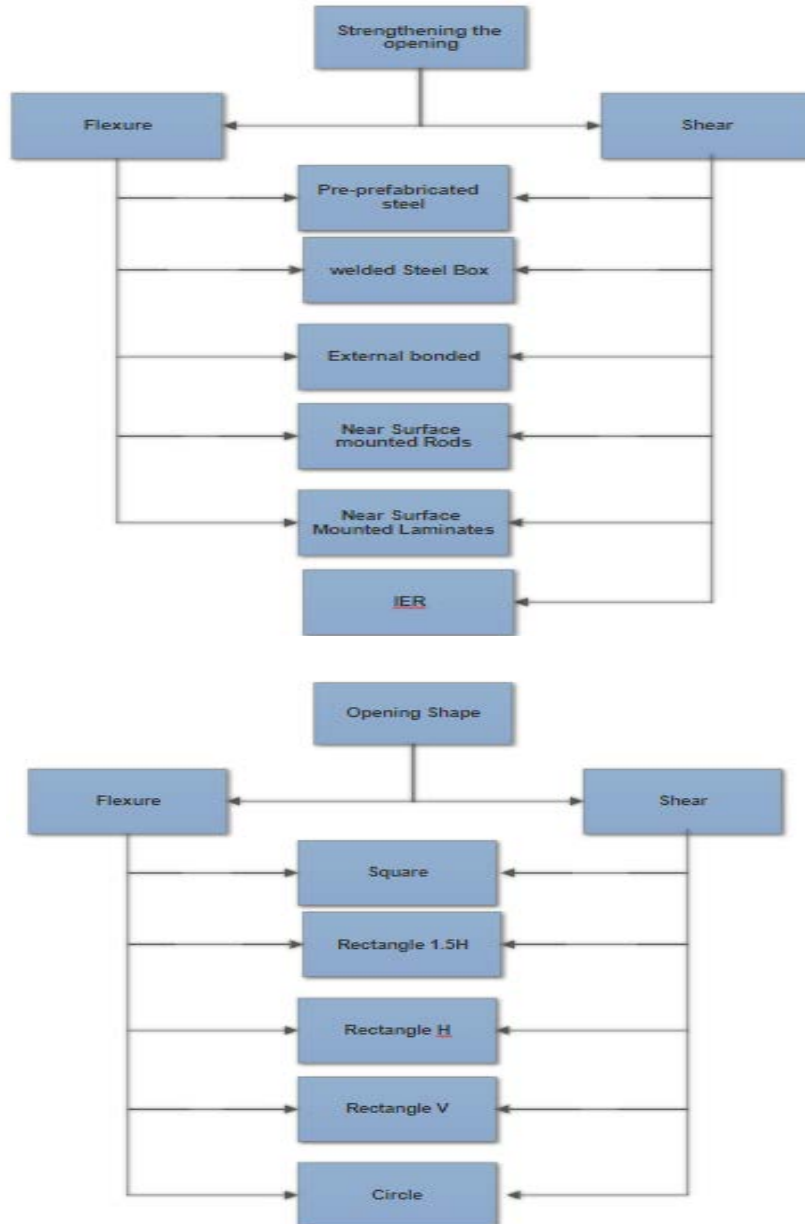 Strengthening the
opening
Flexure
Shear
Pre-prefabricated
steel
welded Steel Box
External bonded
Near Surface
mounted Rods
Near Surface
Mounted Laminates
IER
Opening Shape
Flexure
Shear
Square
Rectangle 1.5H
Rectangle H
Rectangle V
Circle